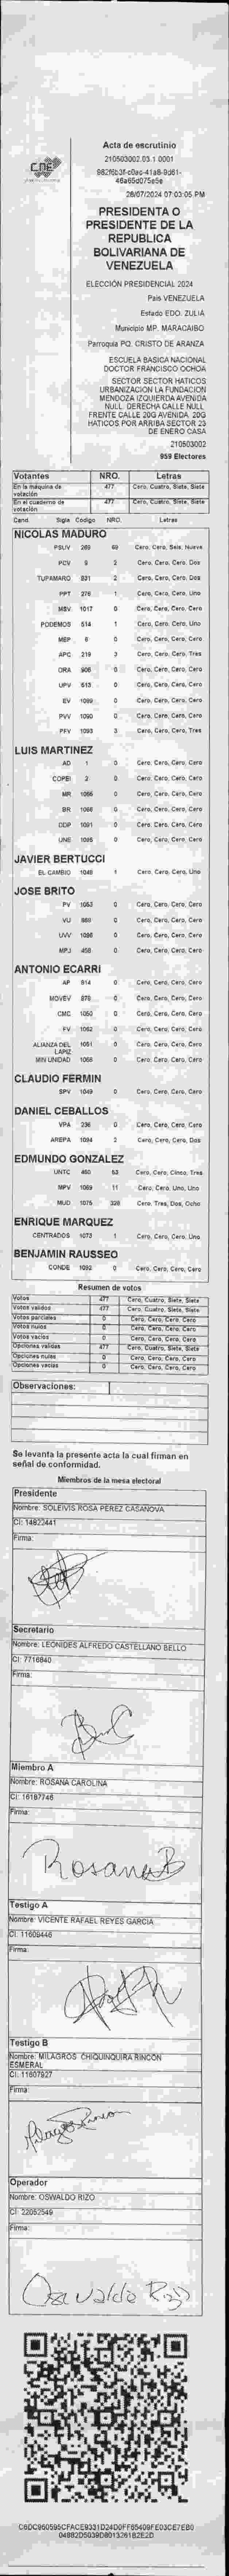 CNE
Acta de escrutinio
210503002.03.1.0001
28/07/2024 07:03:05 PM
PRESIDENTA O
PRESIDENTE DE LA
REPUBLICA
BOLIVARIANA DE
VENEZUELA
ELECCIÓN PRESIDENCIAL 2024
País VENEZUELA
Estado EDO. ZULIA
Municipio MP. MARACAIBO
Parroquia PQ. CRISTO DE ARANZA
ESCUELA BASICA NACIONAL
DOCTOR FRANCISCO OCHOA
SECTOR SECTOR HATICOS
URBANIZACION LA FUNDACION
MENDOZA IZQUIERDA AVENIDA
NULL. DERECHA CALLE NULL.
FRENTE CALLE 20G AVENIDA 20G
HATICOS POR ARRIBA SECTOR 23
DE ENERO CASA
210503002
959 Electores
Votantes NRO. Letras
En la máquina de votación 477 Cero, Cuatro, Siete, Siete
En el cuaderno de votación 477 Cero, Cuatro, Siete, Siete
Cand. Sigla Código NRO. Letras
NICOLAS MADURO
PSUV 269 69 Cero, Cero, Seis, Nueve
PCV 9 2 Cero, Cero, Cero, Dos
TUPAMARO 831 2 Cero, Cero, Cero, Dos
PPT 276 1 Cero, Cero, Cero, Uno
MSV 1017 0 Cero, Cero, Cero, Cero
PODEMOS 514 1 Cero, Cero, Cero, Uno
MEP 6 0 Cero, Cero, Cero, Cero
APC 219 3 Cero, Cero, Cero, Tres
ORA 906 0 Cero, Cero, Cero, Cero
UPV 513 0 Cero, Cero, Cero, Cero
EV 1089 0 Cero, Cero, Cero, Cero
PVV 1090 0 Cero, Cero, Cero, Cero
PFV 1093 3 Cero, Cero, Cero, Tres
LUIS MARTINEZ
AD 1 0 Cero, Cero, Cero, Cero
COPEI 2 0 Cero, Cero, Cero, Cero
MR 1066 0 Cero, Cero, Cero, Cero
BR 1068 0 Cero, Cero, Cero, Cero
DDP 1091 0 Cero, Cero, Cero, Cero
UNE 1095 0 Cero, Cero, Cero, Cero
JAVIER BERTUCCI
EL CAMBIO 1048 1 Cero, Cero, Cero, Uno
JOSE BRITO
PV 1053 0 Cero, Cero, Cero, Cero
VU 889 0 Cero, Cero, Cero, Cero
UVV 1096 0 Cero, Cero, Cero, Cero
MPJ 458 0 Cero, Cero, Cero, Cero
ANTONIO ECARRI
AP 814 0 Cero, Cero, Cero, Cero
MOVEV 878 0 Cero, Cero, Cero, Cero
CMC 1050 0 Cero, Cero, Cero, Cero
FV 1052 0 Cero, Cero, Cero, Cero
ALIANZA DEL LAPIZ 1051 0 Cero, Cero, Cero, Cero
MIN UNIDAD 1066 0 Cero, Cero, Cero, Cero
CLAUDIO FERMIN
SPV 1049 0 Cero, Cero, Cero, Cero
DANIEL CEBALLOS
VPA 236 0 Cero, Cero, Cero, Cero
AREPA 1094 2 Cero, Cero, Cero, Dos
EDMUNDO GONZALEZ
UNTC 460 53 Cero, Cero, Cinco, Tres
MPV 1069 11 Cero, Cero, Uno, Uno
MUD 1075 328 Cero, Tres, Dos, Ocho
ENRIQUE MARQUEZ
CENTRADOS 1073 1 Cero, Cero, Cero, Uno
BENJAMIN RAUSSEO
CONDE 1092 0 Cero, Cero, Cero, Cero
Resumen de votos
Votos 477 Cero, Cuatro, Siete, Siete
Votos validos 477 Cero, Cuatro, Siete, Siete
Votos parciales 0 Cero, Cero, Cero, Cero
Votos nulos 0 Cero, Cero, Cero, Cero
Votos vacios 0 Cero, Cero, Cero, Cero
Opciones validas 477 Cero, Cuatro, Siete, Siete
Opciones nulas 0 Cero, Cero, Cero, Cero
Opciones vacias 0 Cero, Cero, Cero, Cero
Observaciones:
Se levanta la presente acta la cual firman en
señal de conformidad.
Miembros de la mesa electoral
Presidente
Nombre: SOLEIVIS ROSA PEREZ CASANOVA
CI: 14822441
Firma:
Secretario
Nombre: LEONIDES ALFREDO CASTELLANO BELLO
CI: 7716840
Firma:
Miembro A
Nombre: ROSANA CAROLINA
CI: 16187746
Firma:
Rosana B
Testigo A
Nombre: VICENTE RAFAEL REYES GARCIA
CI: 11609446
Firma:
Testigo B
Nombre: MILAGROS CHIQUINQUIRA RINCON
ESMERAL
CI: 11607927
Firma:
Operador
Nombre: OSWALDO RIZO
CI: 22052549
Firma:
Oswaldo Rizo